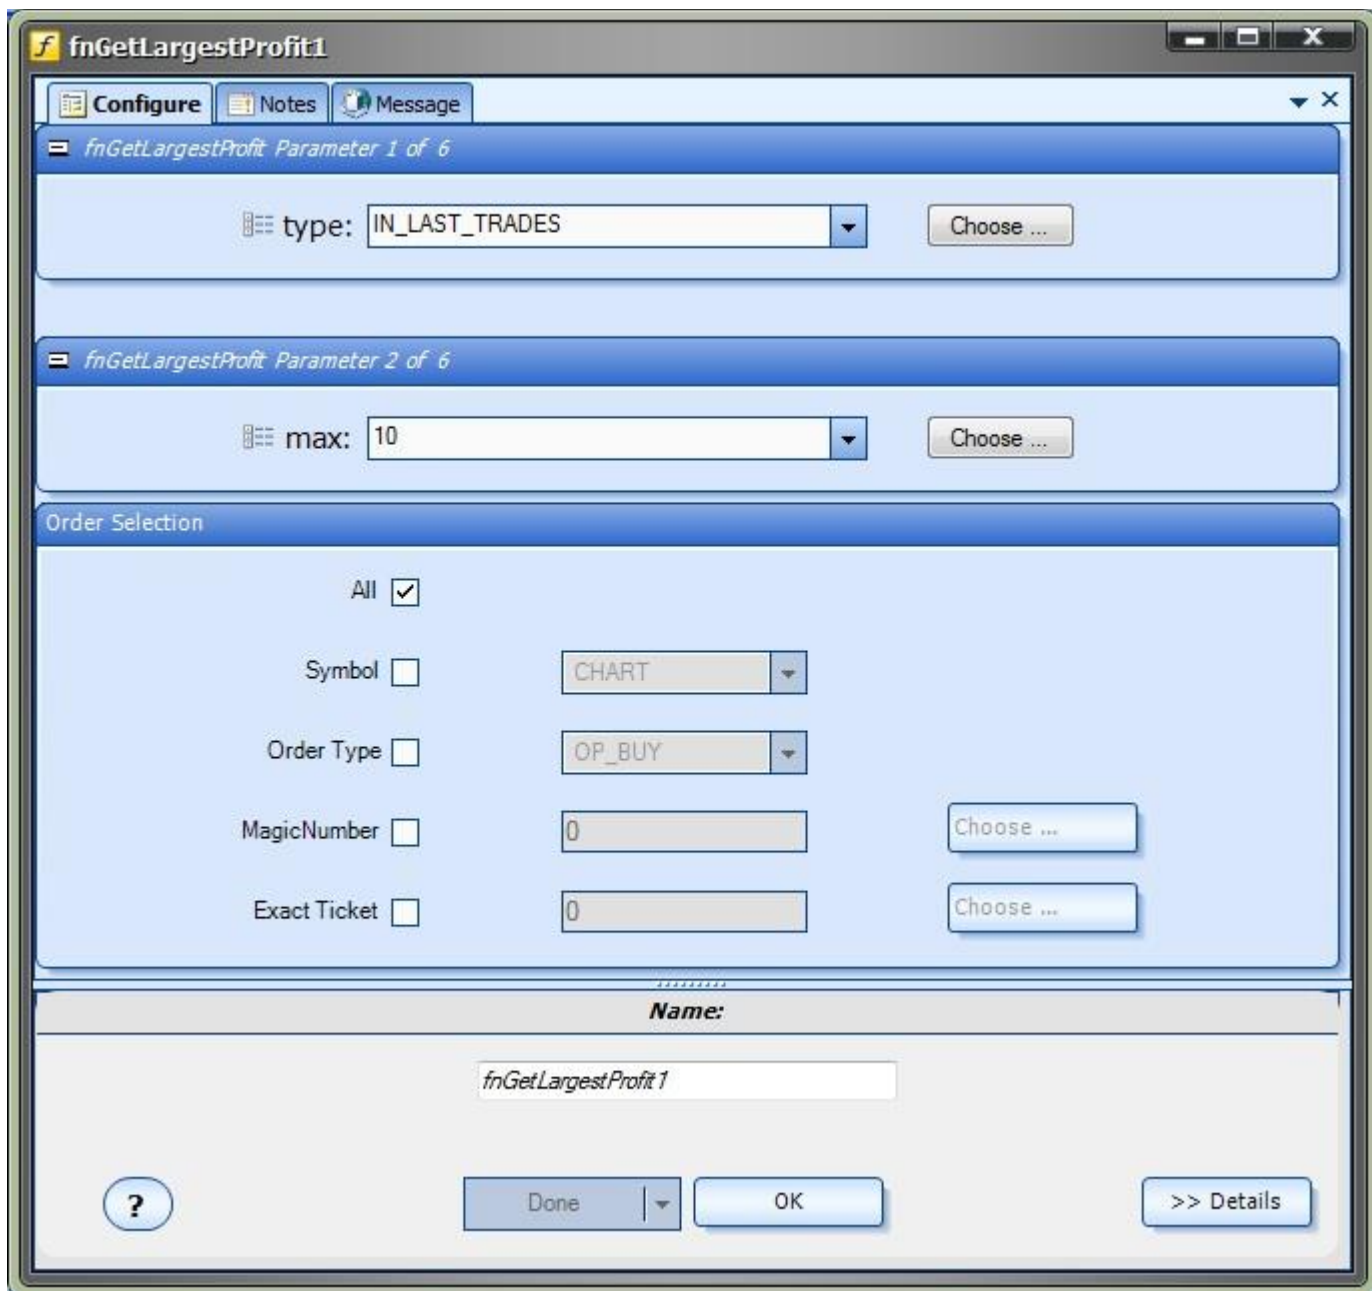 fnGetLargestProfit1
Configure Notes Message
fnGetLargestProfit Parameter 1 of 6
type: IN_LAST_TRADES Choose ...
fnGetLargestProfit Parameter 2 of 6
max: 10 Choose ...
Order Selection
All
Symbol CHART
Order Type OP_BUY
MagicNumber 0 Choose ...
Exact Ticket 0 Choose ...
Name:
fnGetLargestProfit1
? Done OK >> Details